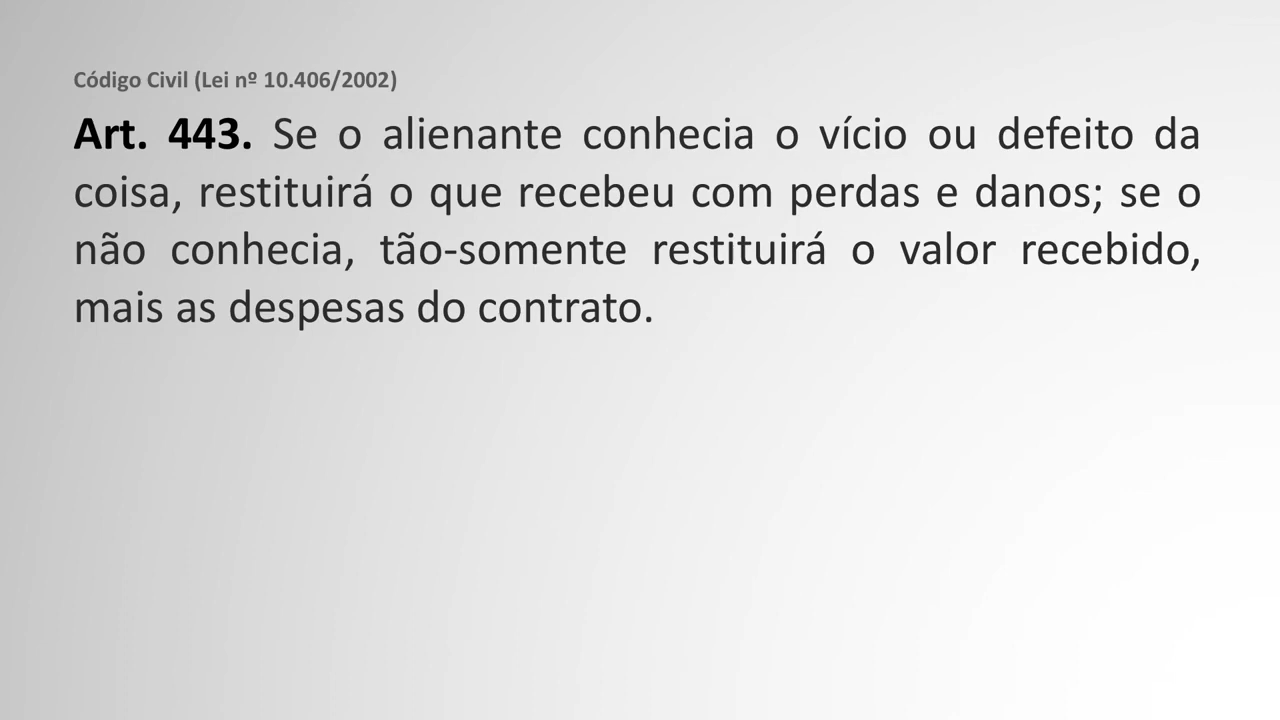 Código Civil (Lei nº 10.406/2002)
Art. 443. Se o alienante conhecia o vício ou defeito da
coisa, restituirá o que recebeu com perdas e danos; se o
não conhecia, tão-somente restituirá o valor recebido,
mais as despesas do contrato.